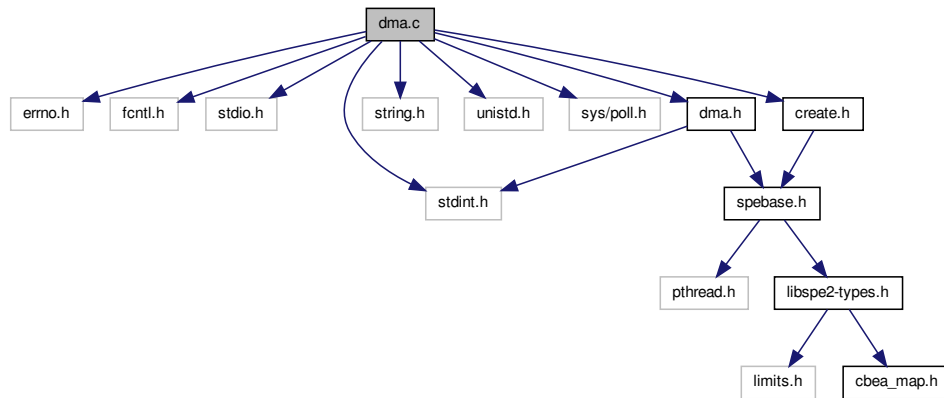 dma.c
errno.h
fcntl.h
stdio.h
string.h
unistd.h
sys/poll.h
dma.h
create.h
stdint.h
spebase.h
pthread.h
libspe2-types.h
limits.h
cbea_map.h